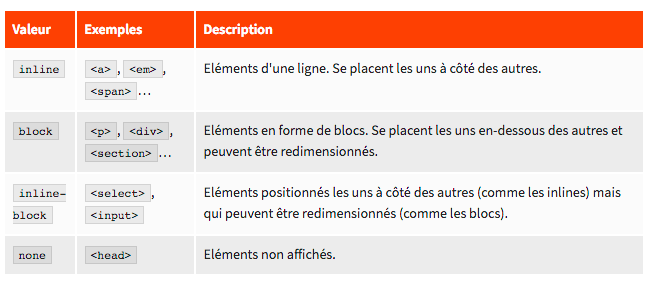 Valeur Exemples Description
inline <a>, <em>, Eléments d'une ligne. Se placent les uns à côté des autres.
<span>...
block <p>, <div>, Eléments en forme de blocs. Se placent les uns en-dessous des autres et
<section>... peuvent être redimensionnés.
inline- <select>, Eléments positionnés les uns à côté des autres (comme les inlines) mais
block <input> qui peuvent être redimensionnés (comme les blocs).
none <head> Eléments non affichés.